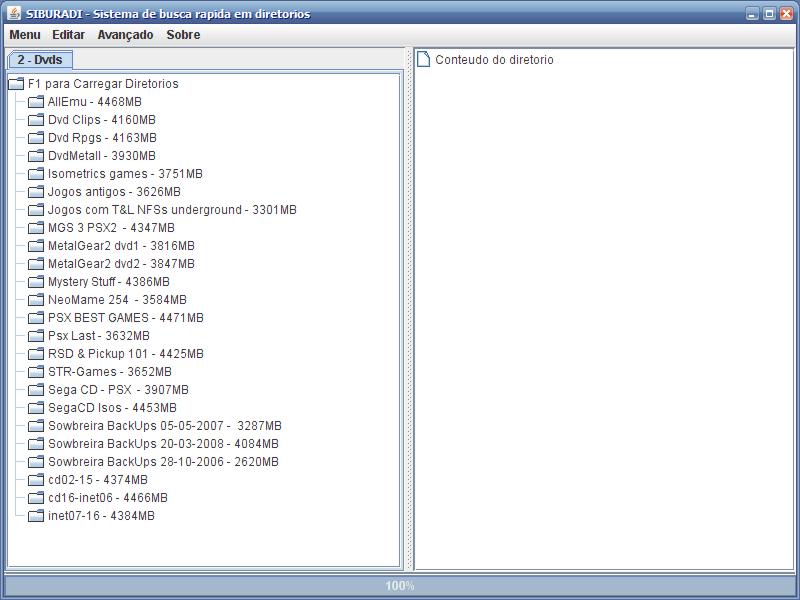 SIBURADI - Sistema de busca rapida em diretorios
Menu Editar Avançado Sobre
2 - Dvds
F1 para Carregar Diretorios
AllEmu - 4468MB
Dvd Clips - 4160MB
Dvd Rpgs - 4163MB
DvdMetall - 3930MB
Isometrics games - 3751MB
Jogos antigos - 3626MB
Jogos com T&L NFSs underground - 3301MB
MGS 3 PSX2 - 4347MB
MetalGear2 dvd1 - 3816MB
MetalGear2 dvd2 - 3847MB
Mystery Stuff - 4386MB
NeoMame 254 - 3584MB
PSX BEST GAMES - 4471MB
Psx Last - 3632MB
RSD & Pickup 101 - 4425MB
STR-Games - 3652MB
Sega CD - PSX - 3907MB
SegaCD Isos - 4453MB
Sowbreira BackUps 05-05-2007 - 3287MB
Sowbreira BackUps 20-03-2008 - 4084MB
Sowbreira BackUps 28-10-2006 - 2620MB
cd02-15 - 4374MB
cd16-inet06 - 4466MB
inet07-16 - 4384MB
Conteudo do diretorio
100%